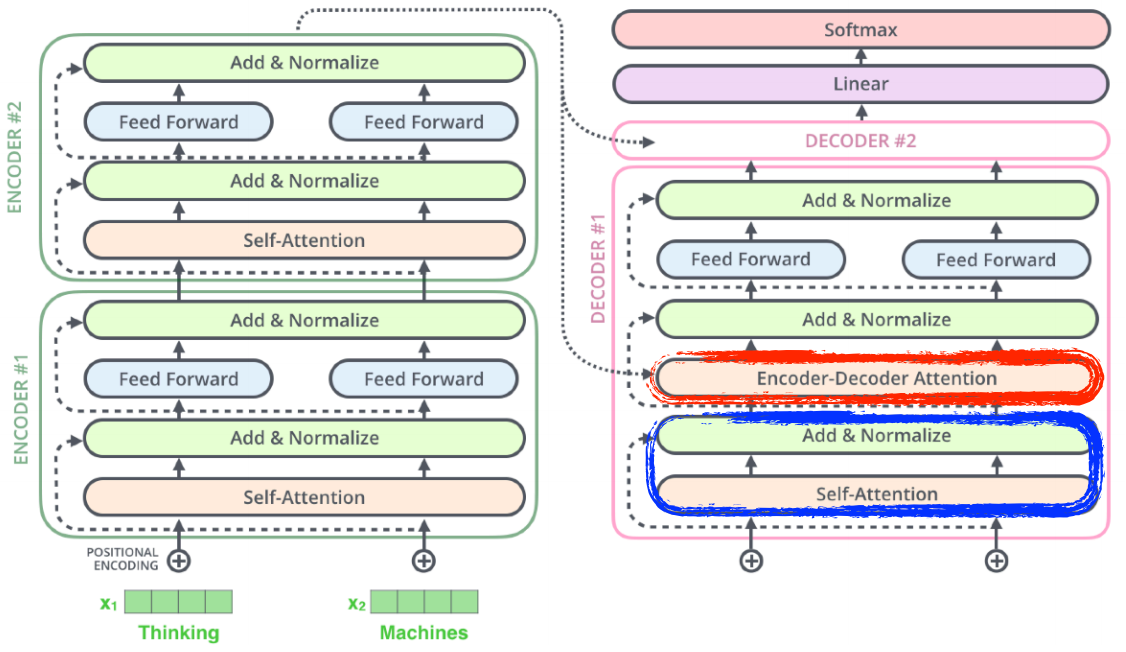 ENCODER #2
Add & Normalize
Feed Forward
Feed Forward
Add & Normalize
Self-Attention
ENCODER #1
Add & Normalize
Feed Forward
Feed Forward
Add & Normalize
Self-Attention
POSITIONAL
ENCODING
x₁
x₂
Thinking
Machines
Softmax
Linear
DECODER #2
DECODER #1
Add & Normalize
Feed Forward
Feed Forward
Add & Normalize
Encoder-Decoder Attention
Add & Normalize
Self-Attention